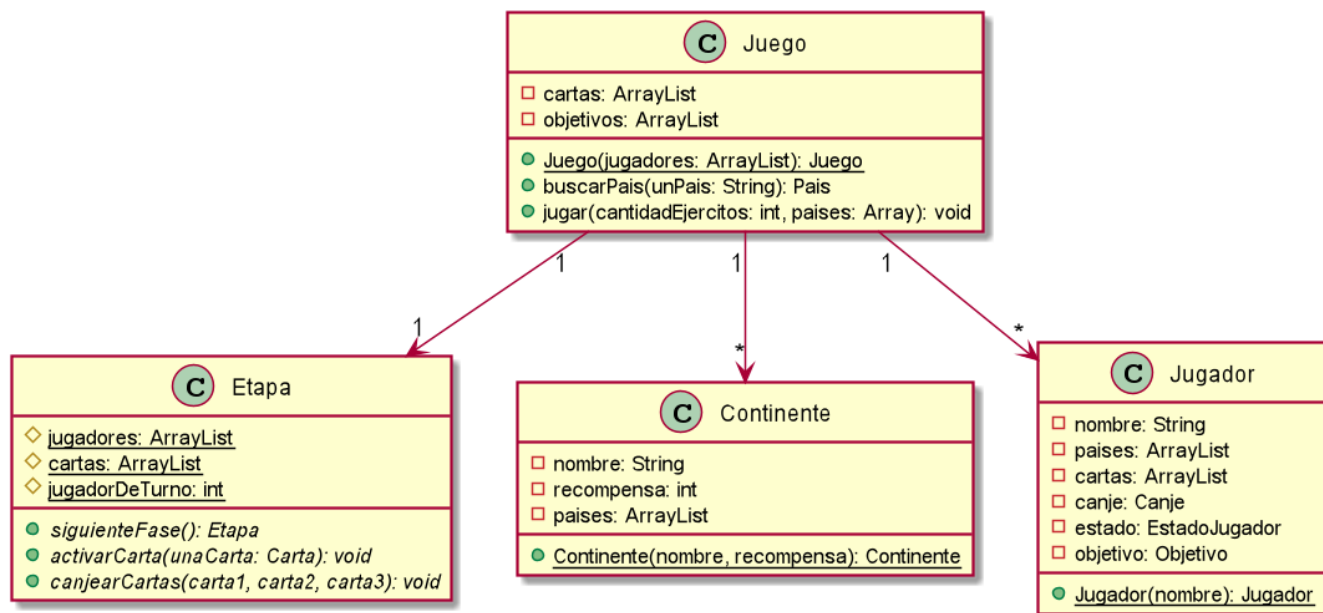 C Juego
cartas: ArrayList
objetivos: ArrayList
Juego(jugadores: ArrayList): Juego
buscarPais(unPais: String): Pais
jugar(cantidadEjercitos: int, paises: Array): void
1
1
1
1
*
*
C Etapa
jugadores: ArrayList
cartas: ArrayList
jugadorDeTurno: int
siguienteFase(): Etapa
activarCarta(unaCarta: Carta): void
canjearCartas(carta1, carta2, carta3): void
C Continente
nombre: String
recompensa: int
paises: ArrayList
Continente(nombre, recompensa): Continente
C Jugador
nombre: String
paises: ArrayList
cartas: ArrayList
canje: Canje
estado: EstadoJugador
objetivo: Objetivo
Jugador(nombre): Jugador